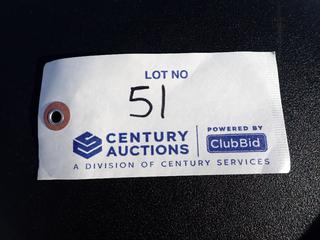 LOT NO
51
CENTURY AUCTIONS
POWERED BY
ClubBid
A DIVISION OF CENTURY SERVICES